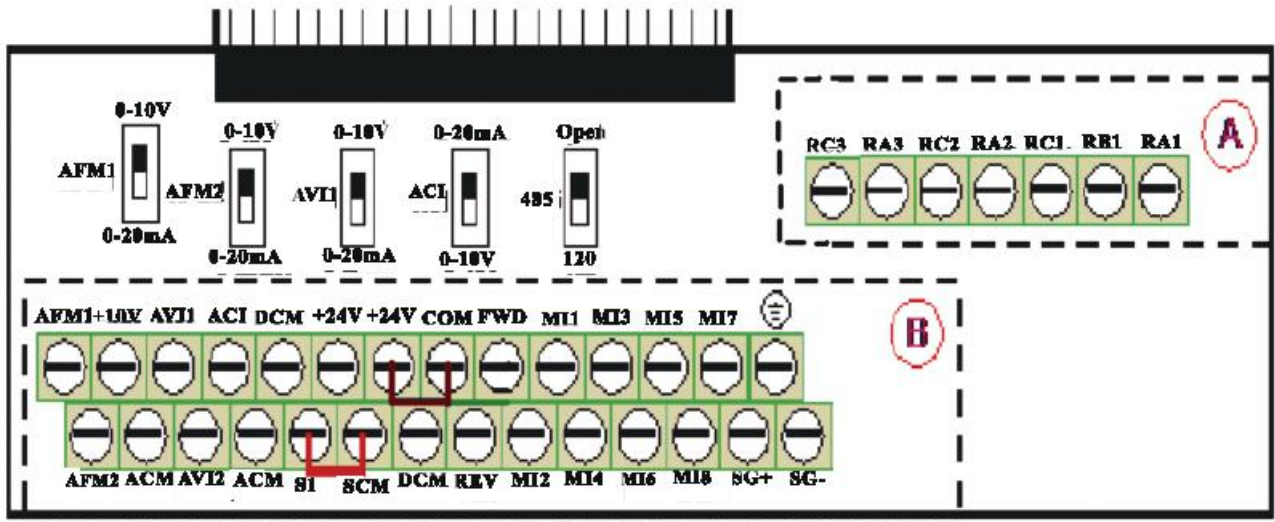 0-10V
0-10V 0-10V 0-20mA Open
AFM1 AFM2 AVI1 ACI 485
0-20mA
0-20mA 0-20mA 0-10V 120
RC3 RA3 RC2 RA2 RC1 RB1 RA1
A
AFM1 +10V AVI1 ACI DCM +24V +24V COM FWD MI1 MI3 MI5 MI7
B
AFM2 ACM AVI2 ACM S1 SCM DCM REV MI2 MI4 MI6 MI8 SG+ SG-